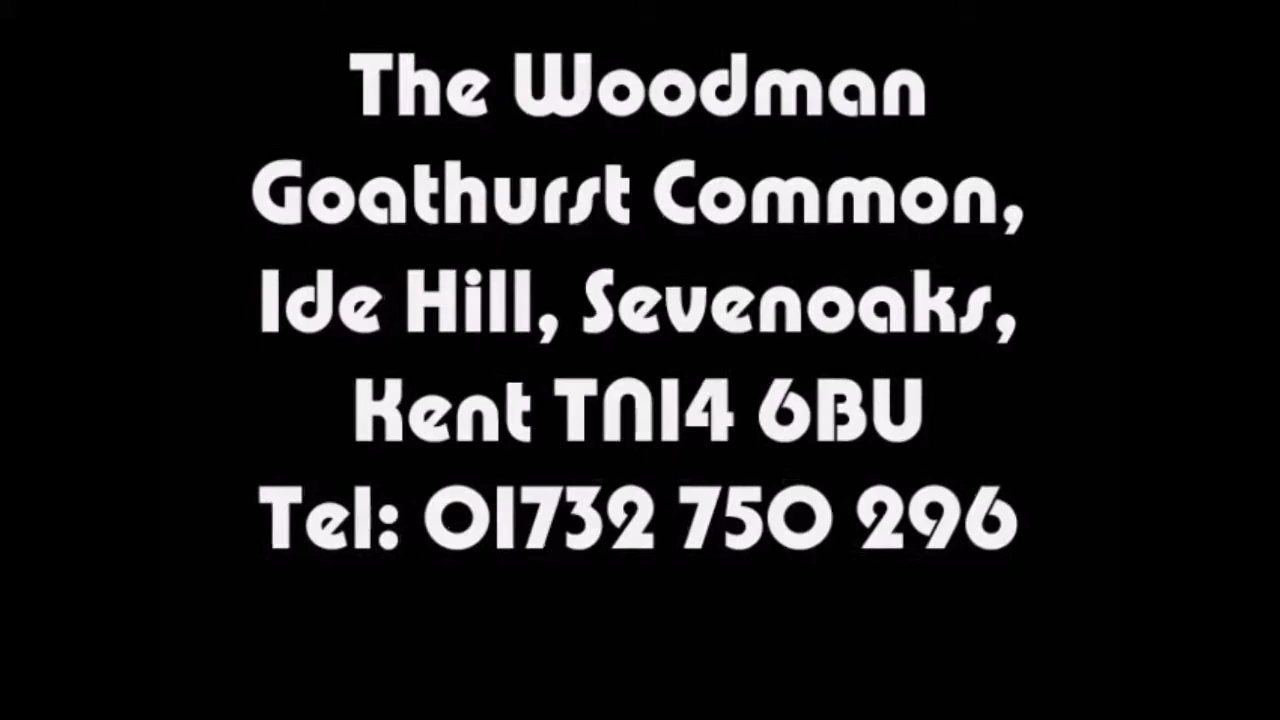 The Woodman
Goathurst Common,
Ide Hill, Sevenoaks,
Kent TN14 6BU
Tel: 01732 750 296